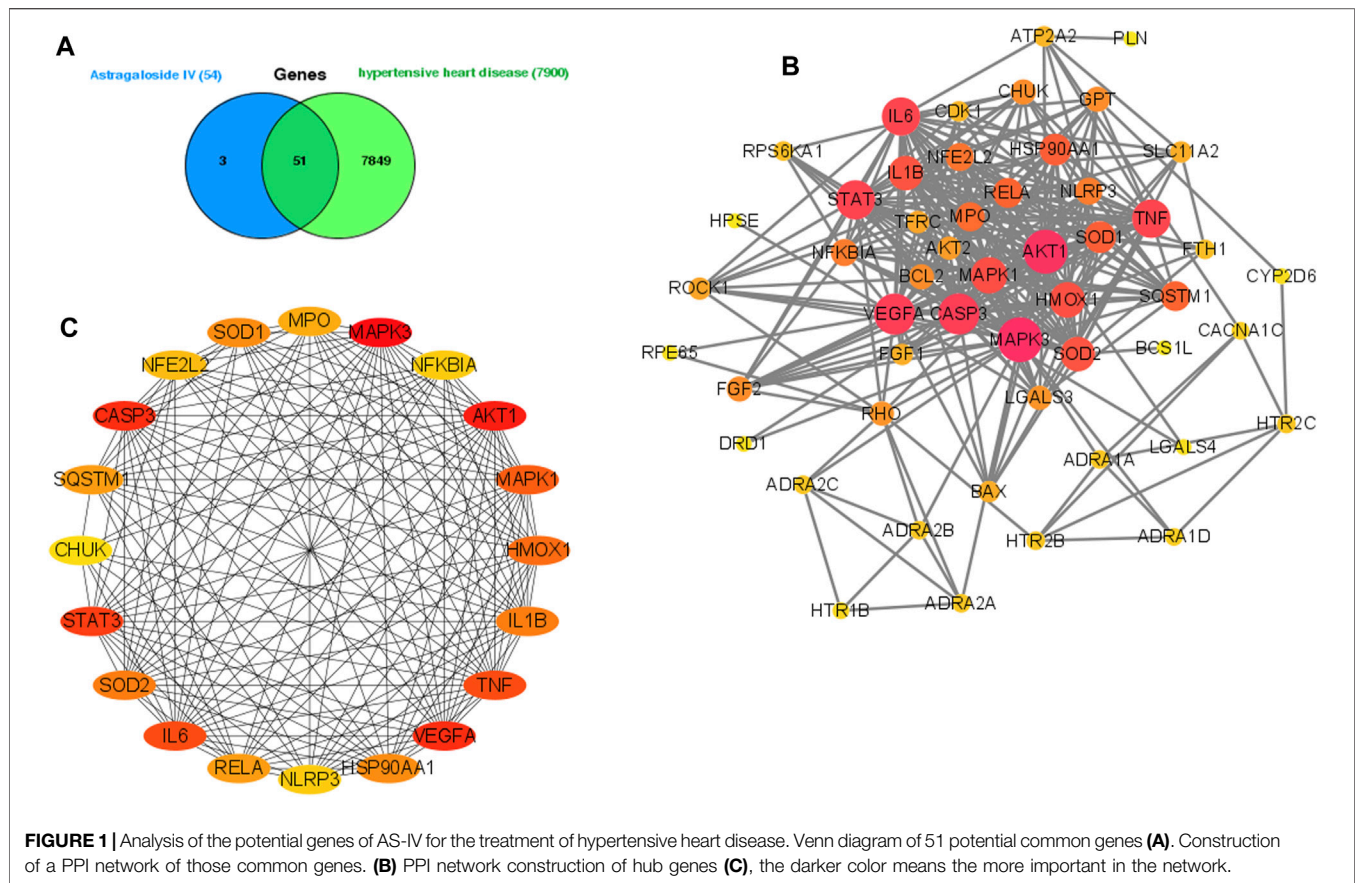 A
Astragaloside IV (54)
Genes
hypertensive heart disease (7900)
3
51
7849
B
ATP2A2
PLN
CHUK
GPT
IL6
CDK1
RPS6KA1
NFE2L2
HSP90AA1
SLC11A2
IL1B
STAT3
RELA
NLRP3
HPSE
TFRC
MPO
TNF
SOD1
NFKBIA
AKT2
AKT1
FTH1
BCL2
MAPK1
CYP2D6
ROCK1
HMOX1
SQSTM1
VEGFA
CASP3
CACNA1C
MAPK3
RPE65
FGF1
SOD2
BCS1L
FGF2
LGALS3
RHO
HTR2C
DRD1
LGALS4
ADRA1A
ADRA2C
BAX
ADRA2B
HTR2B
ADRA1D
HTR1B
ADRA2A
C
MPO
SOD1
MAPK3
NFE2L2
NFKBIA
CASP3
AKT1
SQSTM1
MAPK1
CHUK
HMOX1
STAT3
IL1B
SOD2
TNF
IL6
VEGFA
RELA
NLRP3
HSP90AA1
FIGURE 1 | Analysis of the potential genes of AS-IV for the treatment of hypertensive heart disease. Venn diagram of 51 potential common genes (A). Construction
of a PPI network of those common genes. (B) PPI network construction of hub genes (C), the darker color means the more important in the network.